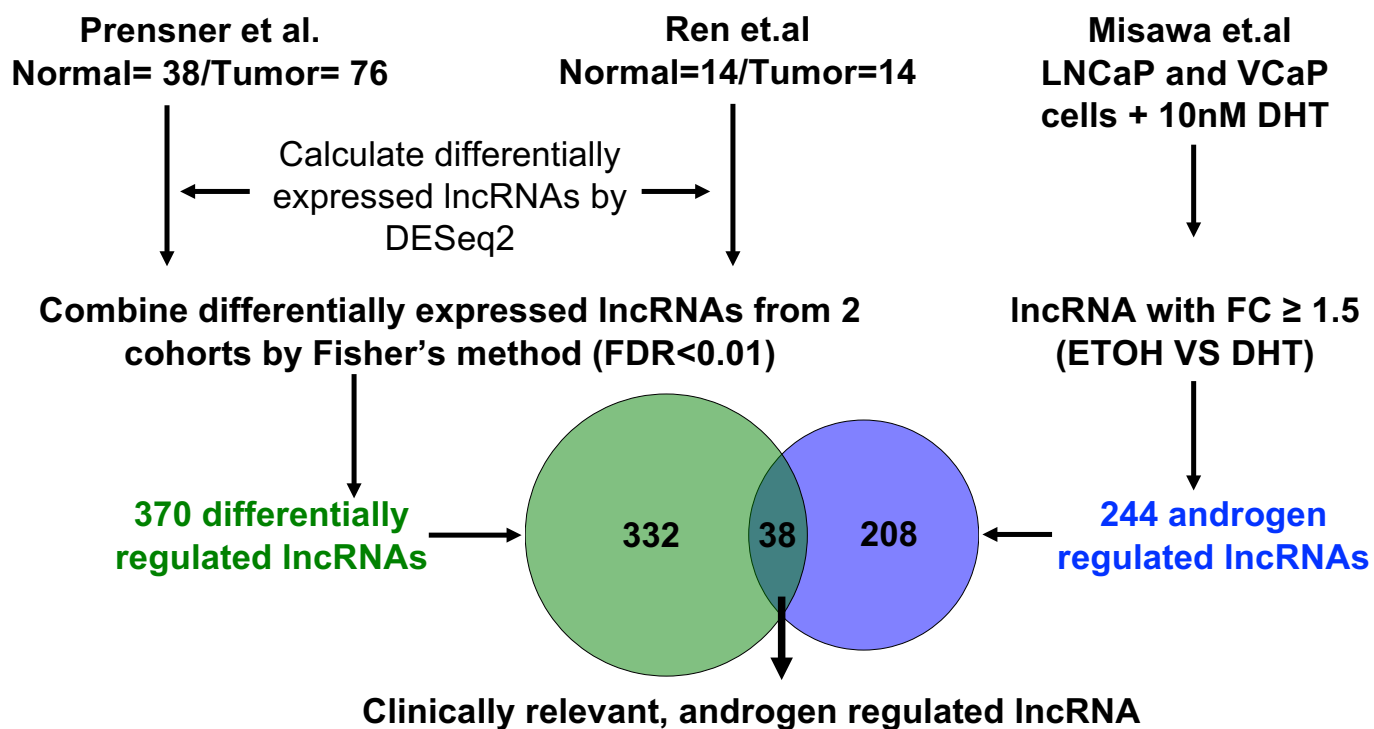 Prensner et al.
Normal= 38/Tumor= 76
Ren et.al
Normal=14/Tumor=14
Misawa et.al
LNCaP and VCaP
cells + 10nM DHT
Calculate differentially
expressed lncRNAs by
DESeq2
Combine differentially expressed lncRNAs from 2
cohorts by Fisher's method (FDR<0.01)
lncRNA with FC ≥ 1.5
(ETOH VS DHT)
370 differentially
regulated lncRNAs
332
38
208
244 androgen
regulated lncRNAs
Clinically relevant, androgen regulated lncRNA